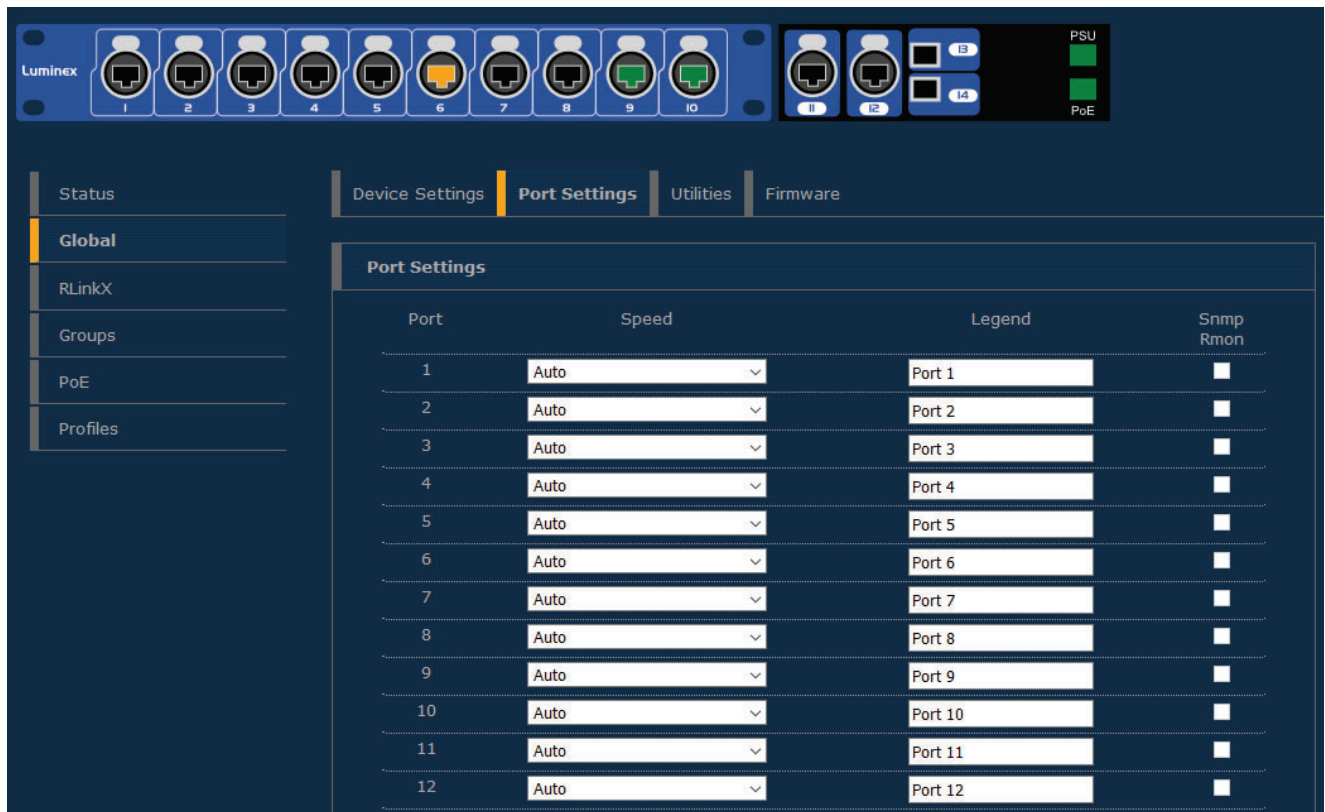 PSU
Luminex
13
14
1 2 3 4 5 6 7 8 9 10 11 12
PoE
Status
Global
RLinkX
Groups
PoE
Profiles
Device Settings Port Settings Utilities Firmware
Port Settings
Port Speed Legend Snmp
Rmon
1 Auto Port 1
2 Auto Port 2
3 Auto Port 3
4 Auto Port 4
5 Auto Port 5
6 Auto Port 6
7 Auto Port 7
8 Auto Port 8
9 Auto Port 9
10 Auto Port 10
11 Auto Port 11
12 Auto Port 12